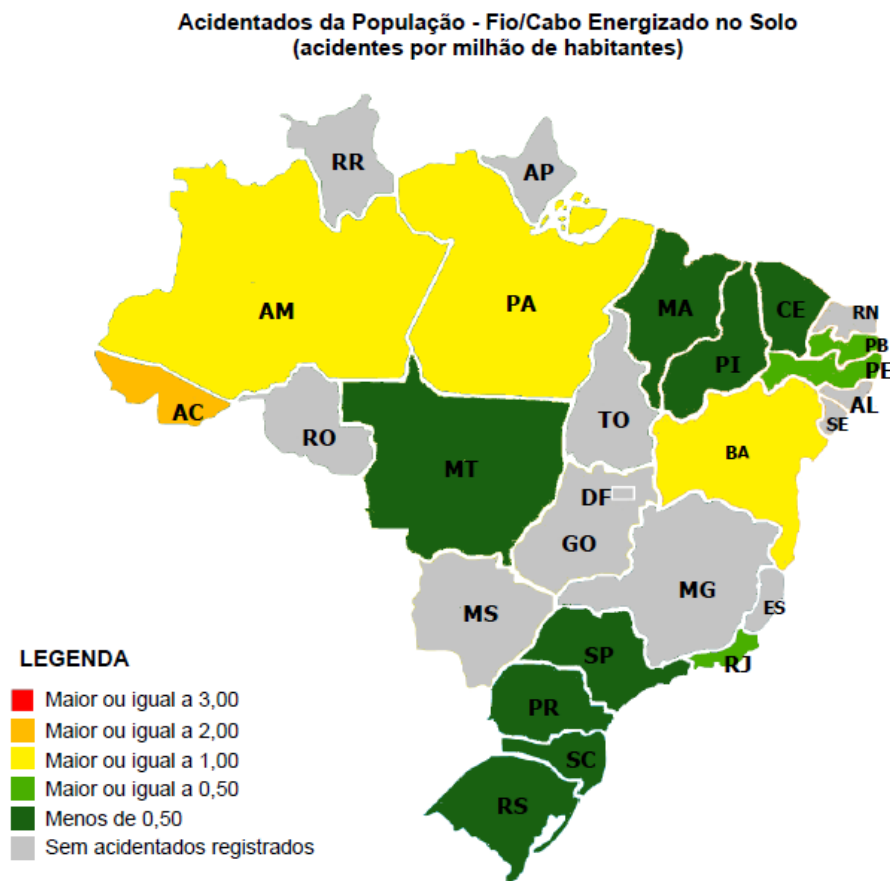 Acidentados da População - Fio/Cabo Energizado no Solo
(acidentes por milhão de habitantes)
RR
AP
AM
PA
MA
CE
RN
PB
PI
PE
AC
AL
TO
SE
RO
BA
MT
DF
GO
MG
MS
ES
SP
RJ
PR
SC
RS
LEGENDA
Maior ou igual a 3,00
Maior ou igual a 2,00
Maior ou igual a 1,00
Maior ou igual a 0,50
Menos de 0,50
Sem acidentados registrados